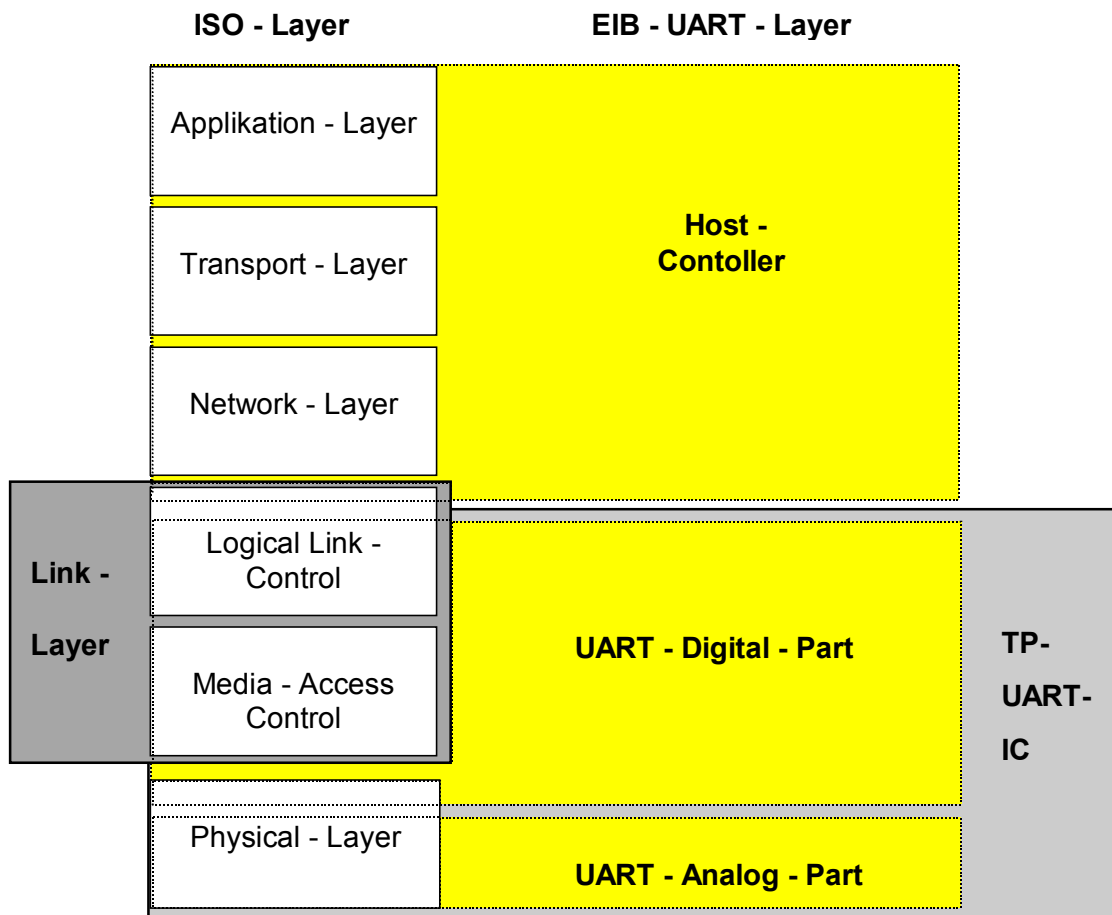 ISO - Layer
EIB - UART - Layer
Applikation - Layer
Host -
Contoller
Transport - Layer
Network - Layer
Link -
Layer
Logical Link -
Control
Media - Access
Control
UART - Digital - Part
TP-
UART-
IC
Physical - Layer
UART - Analog - Part